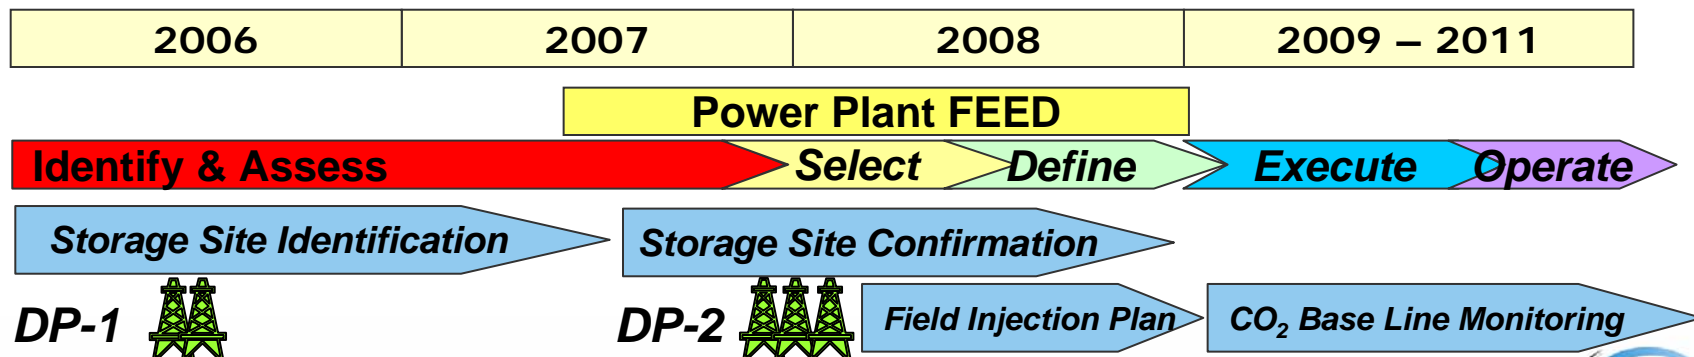 2006 2007 2008 2009 – 2011
Power Plant FEED
Identify & Assess Select Define Execute Operate
Storage Site Identification Storage Site Confirmation
DP-1 DP-2 Field Injection Plan CO₂ Base Line Monitoring